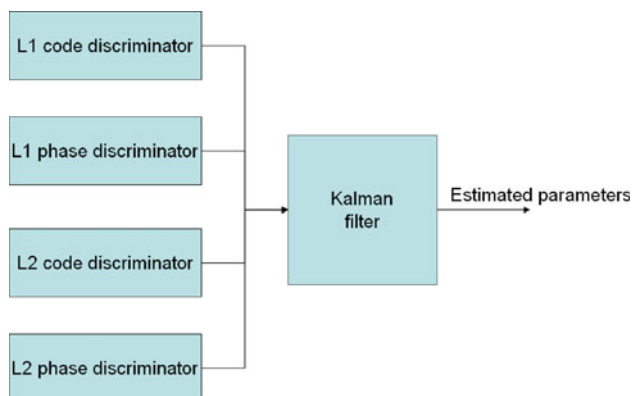 L1 code discriminator
L1 phase discriminator
L2 code discriminator
L2 phase discriminator
Kalman
filter
Estimated parameters